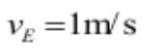 v_E = 1m/s